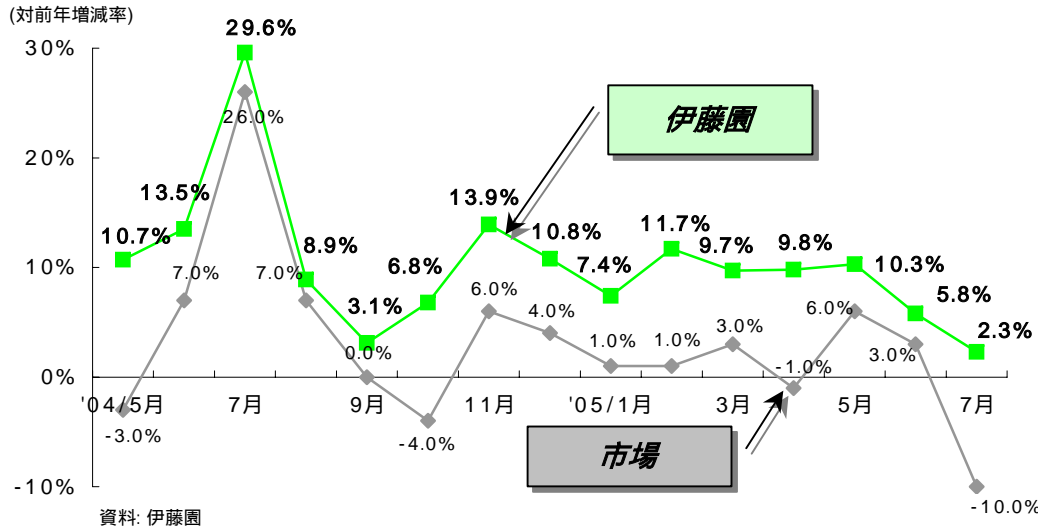 (対前年増減率)
30%
20%
10%
0%
-10%
29.6%
26.0%
伊藤園
13.5%
10.7%
7.0%
7.0%
8.9%
3.1%
0.0%
6.8%
13.9%
6.0%
10.8%
4.0%
7.4%
1.0%
11.7%
1.0%
9.7%
3.0%
9.8%
-1.0%
10.3%
6.0%
5.8%
3.0%
2.3%
'04/5月
7月
9月
11月
'05/1月
3月
5月
7月
-3.0%
-4.0%
市場
-10.0%
資料: 伊藤園